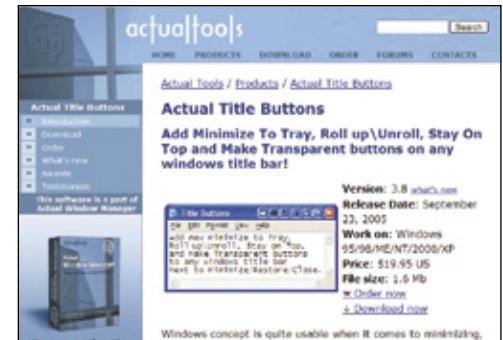 actualtools
Search
HOME PRODUCTS DOWNLOAD ORDER FORUMS CONTACTS
Actual Tools / Products / Actual Title Buttons
Actual Title Buttons
Introduction
Download
Order
What's new
Awards
Testimonials
This software is a part of
Actual Window Manager
Actual Title Buttons
Add Minimize To Tray, Roll up\Unroll, Stay On
Top and Make Transparent buttons on any
windows title bar!
Title Buttons
File Edit Format View Help
Add new Minimize to Tray,
Roll up\unroll, Stay on Top,
and Make Transparent buttons
to any windows title bar
next to Minimize/Restore/Close.
Version: 3.8 what's new
Release Date: September
23, 2005
Work on: Windows
95/98/ME/NT/2000/XP
Price: $19.95 US
File size: 1.6 Mb
Order now
Download now
Windows concept is quite usable when it comes to minimizing,